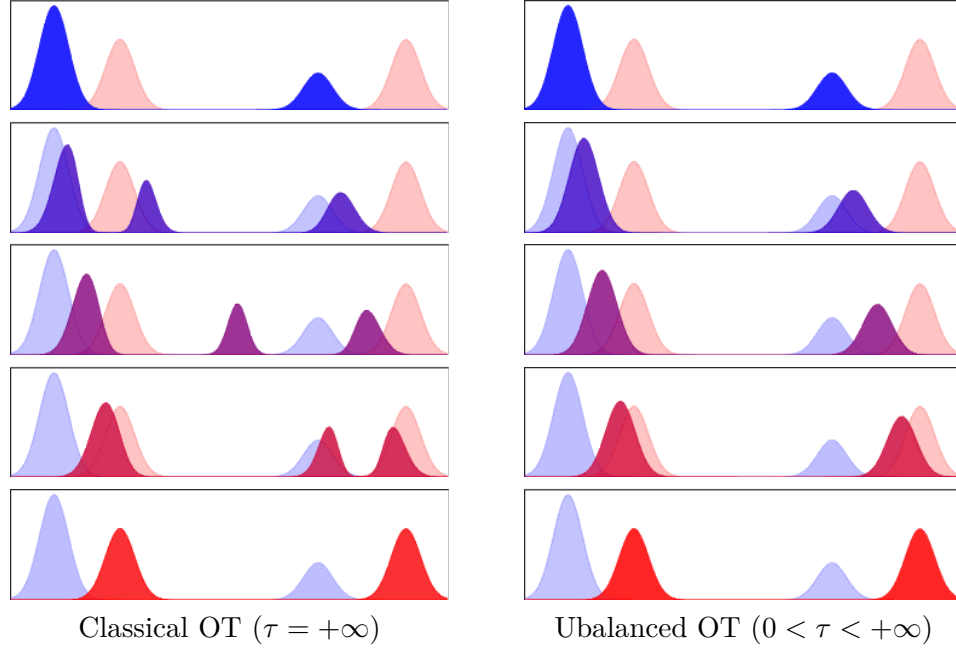 Classical OT (τ = +∞)
Ubalanced OT (0 < τ < +∞)